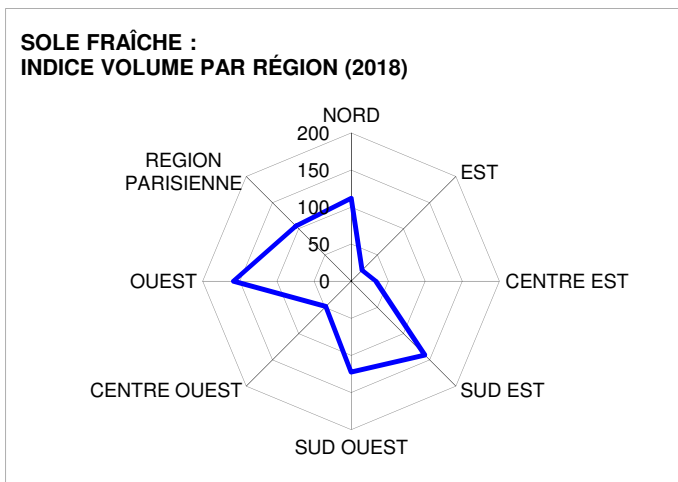 SOLE FRAÎCHE :
INDICE VOLUME PAR RÉGION (2018)
NORD
200
REGION
PARISIENNE
150
EST
100
50
OUEST
0
CENTRE EST
CENTRE OUEST
SUD EST
SUD OUEST